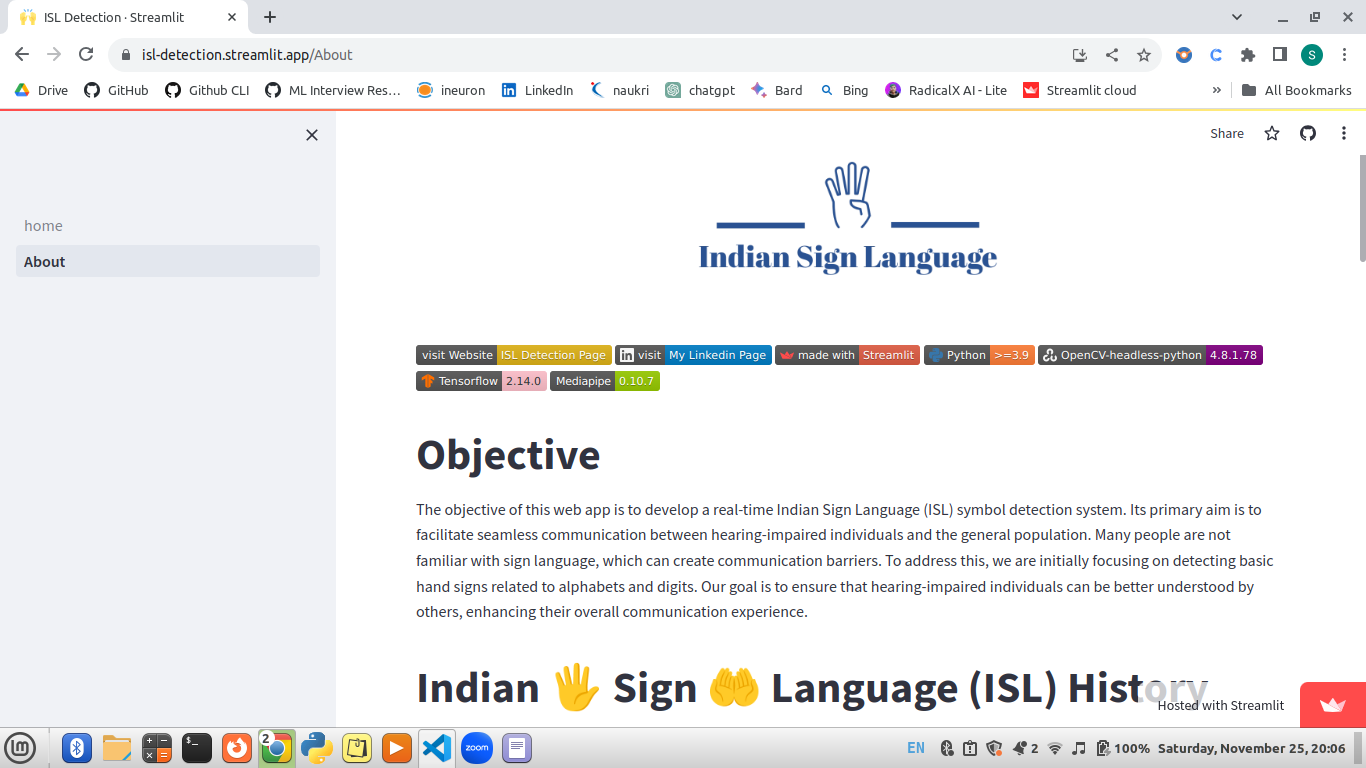 ISL Detection · Streamlit
isl-detection.streamlit.app/About
S
Drive GitHub Github CLI ML Interview Res... ineuron LinkedIn naukri chatgpt Bard Bing RadicalX AI - Lite Streamlit cloud » All Bookmarks
Share
home
About
Indian Sign Language
visit Website ISL Detection Page visit My Linkedin Page made with Streamlit Python >=3.9 OpenCV-headless-python 4.8.1.78
Tensorflow 2.14.0 Mediapipe 0.10.7
Objective
The objective of this web app is to develop a real-time Indian Sign Language (ISL) symbol detection system. Its primary aim is to
facilitate seamless communication between hearing-impaired individuals and the general population. Many people are not
familiar with sign language, which can create communication barriers. To address this, we are initially focusing on detecting basic
hand signs related to alphabets and digits. Our goal is to ensure that hearing-impaired individuals can be better understood by
others, enhancing their overall communication experience.
Indian 🖐 Sign 🤲 Language (ISL) History
Hosted with Streamlit
2 zoom EN 2 100% Saturday, November 25, 20:06